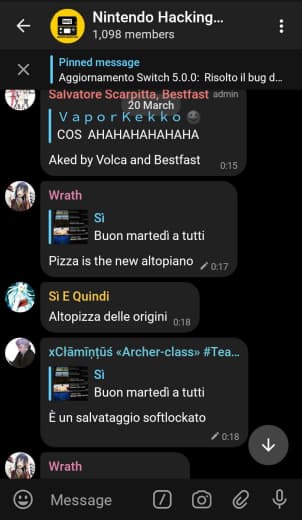 Nintendo Hacking...
1,098 members
Pinned message
Aggiornamento Switch 5.0.0: Risolto il bug d...
Salvatore Scarpitta, Bestfast admin
20 March
ＶａｐｏｒＫｅｋｋｏ 🌚
COS AHAHAHAHAHAHA
Aked by Volca and Bestfast
0:15
Wrath
Sì
Buon martedì a tutti
Pizza is the new altopiano
0:17
Sì E Quindi
Altopizza delle origini
0:18
«Archer-class» #Tea...
Sì
Buon martedì a tutti
È un salvataggio softlockato
0:18
Wrath
Message